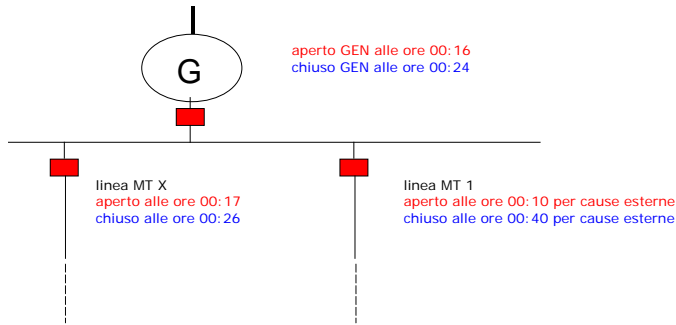 G
aperto GEN alle ore 00:16
chiuso GEN alle ore 00:24
linea MT X
aperto alle ore 00:17
chiuso alle ore 00:26
linea MT 1
aperto alle ore 00:10 per cause esterne
chiuso alle ore 00:40 per cause esterne